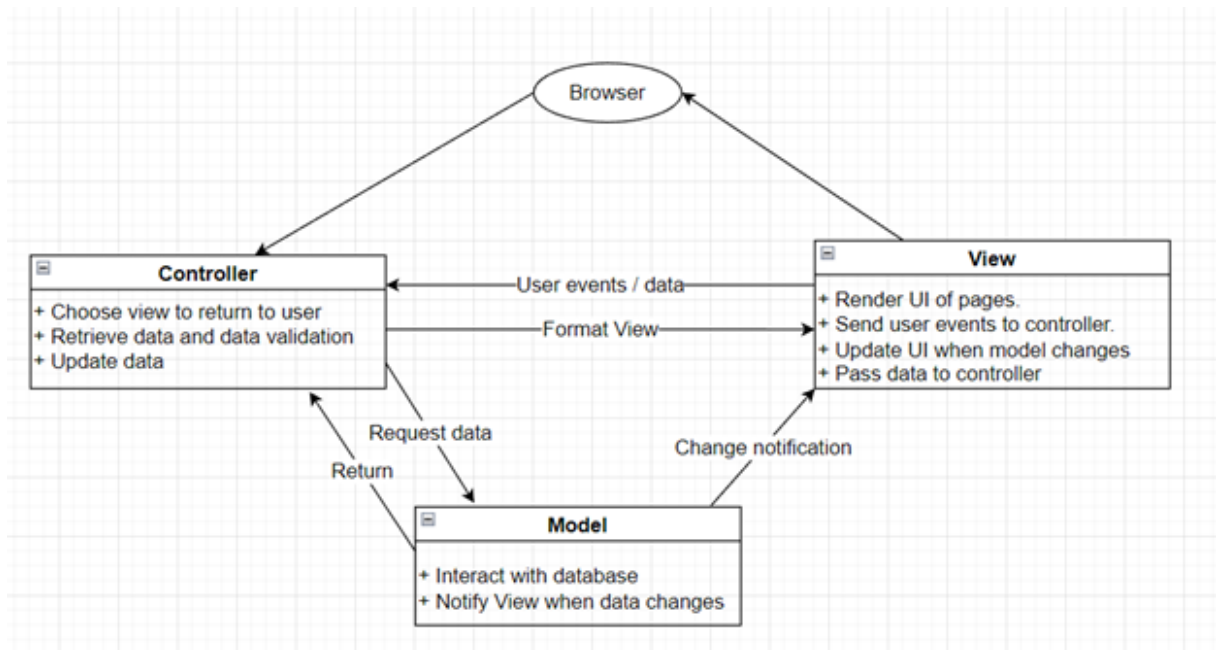 Browser
Controller
+ Choose view to return to user
+ Retrieve data and data validation
+ Update data
User events / data
Format View
View
+ Render UI of pages.
+ Send user events to controller.
+ Update UI when model changes
+ Pass data to controller
Request data
Return
Change notification
Model
+ Interact with database
+ Notify View when data changes